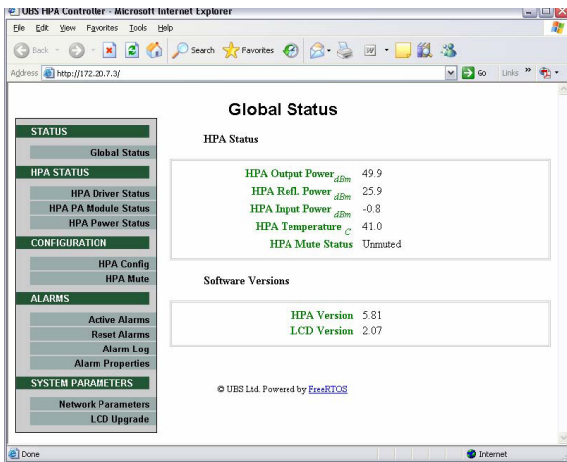 UBS HPA Controller - Microsoft Internet Explorer
File Edit View Favorites Tools Help
Back Search Favorites
Address http://172.20.7.3/ Go Links »
Global Status
STATUS
Global Status
HPA STATUS
HPA Driver Status
HPA PA Module Status
HPA Power Status
CONFIGURATION
HPA Config
HPA Mute
ALARMS
Active Alarms
Reset Alarms
Alarm Log
Alarm Properties
SYSTEM PARAMETERS
Network Parameters
LCD Upgrade
HPA Status
HPA Output Power dBm 49.9
HPA Refl. Power dBm 25.9
HPA Input Power dBm -0.8
HPA Temperature C 41.0
HPA Mute Status Unmuted
Software Versions
HPA Version 5.81
LCD Version 2.07
© UBS Ltd. Powered by FreeRTOS
Done Internet